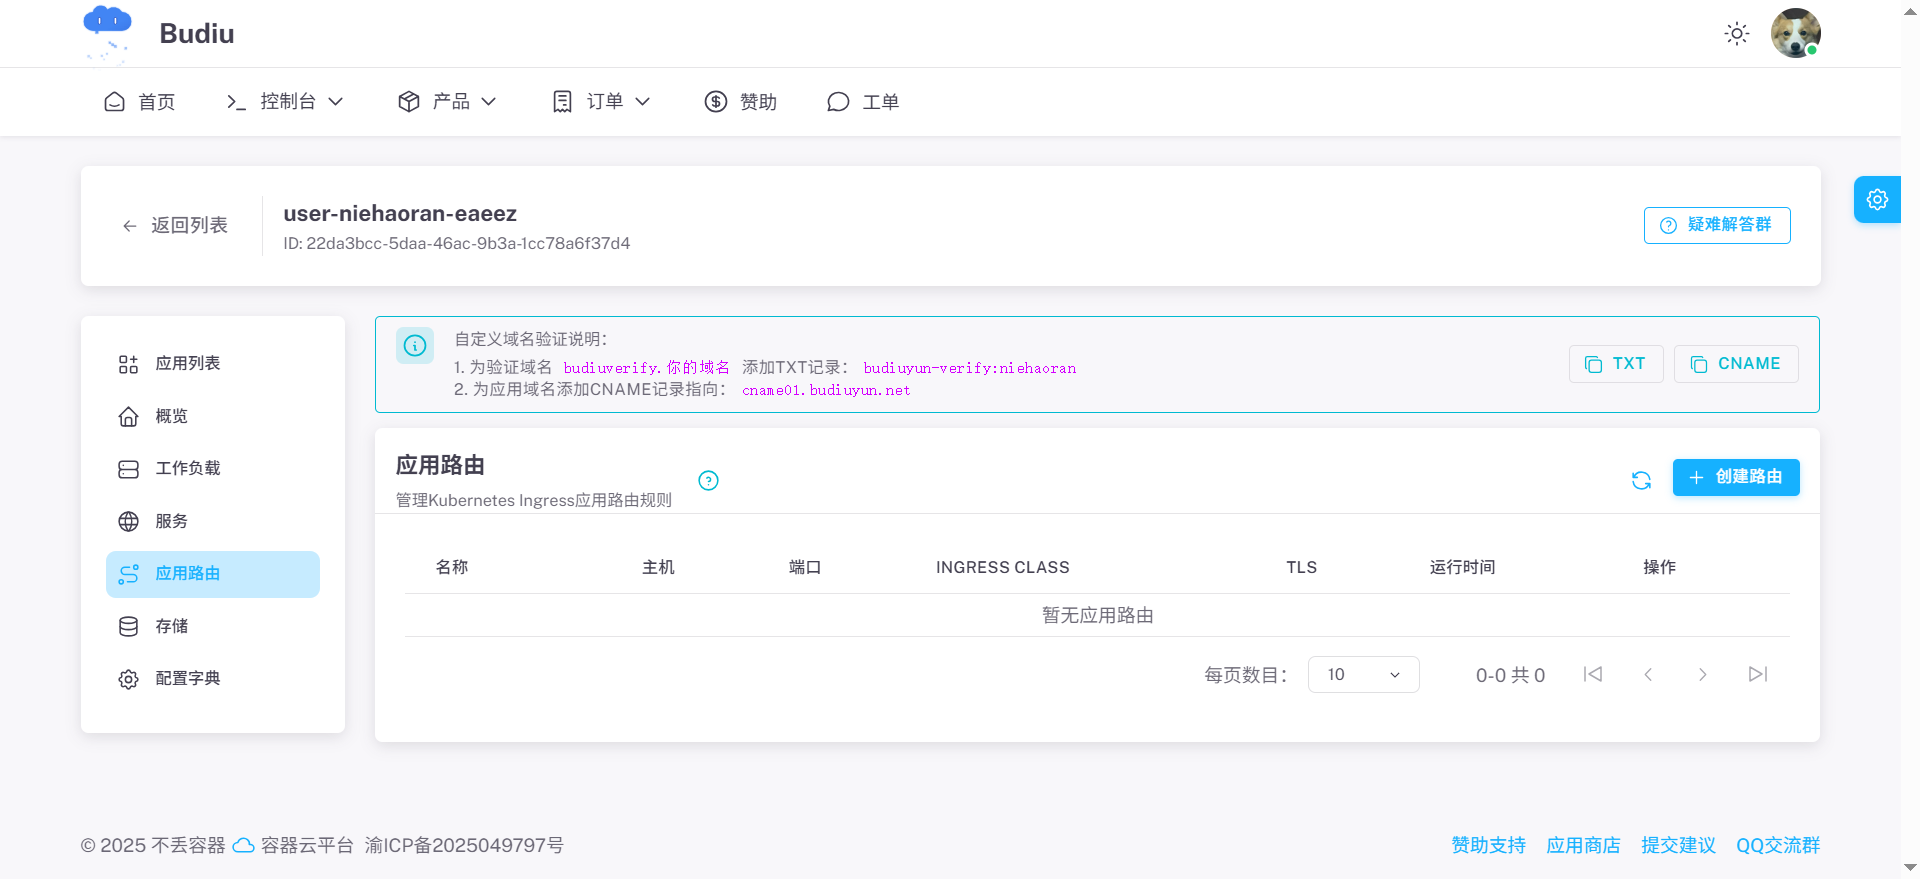 Budiu
首页 控制台 产品 订单 赞助 工单
返回列表
user-niehaoran-eaeez
ID: 22da3bcc-5daa-46ac-9b3a-1cc78a6f37d4
疑难解答群
应用列表
概览
工作负载
服务
应用路由
存储
配置字典
自定义域名验证说明：
1. 为验证域名 budiuverify.你的域名 添加TXT记录： budiuyun-verify:niehaoran
2. 为应用域名添加CNAME记录指向： cname01.budiuyun.net
TXT CNAME
应用路由
管理Kubernetes Ingress应用路由规则
创建路由
名称 主机 端口 INGRESS CLASS TLS 运行时间 操作
暂无应用路由
每页数目： 10 0-0 共 0
© 2025 不丢容器 容器云平台 渝ICP备2025049797号
赞助支持 应用商店 提交建议 QQ交流群